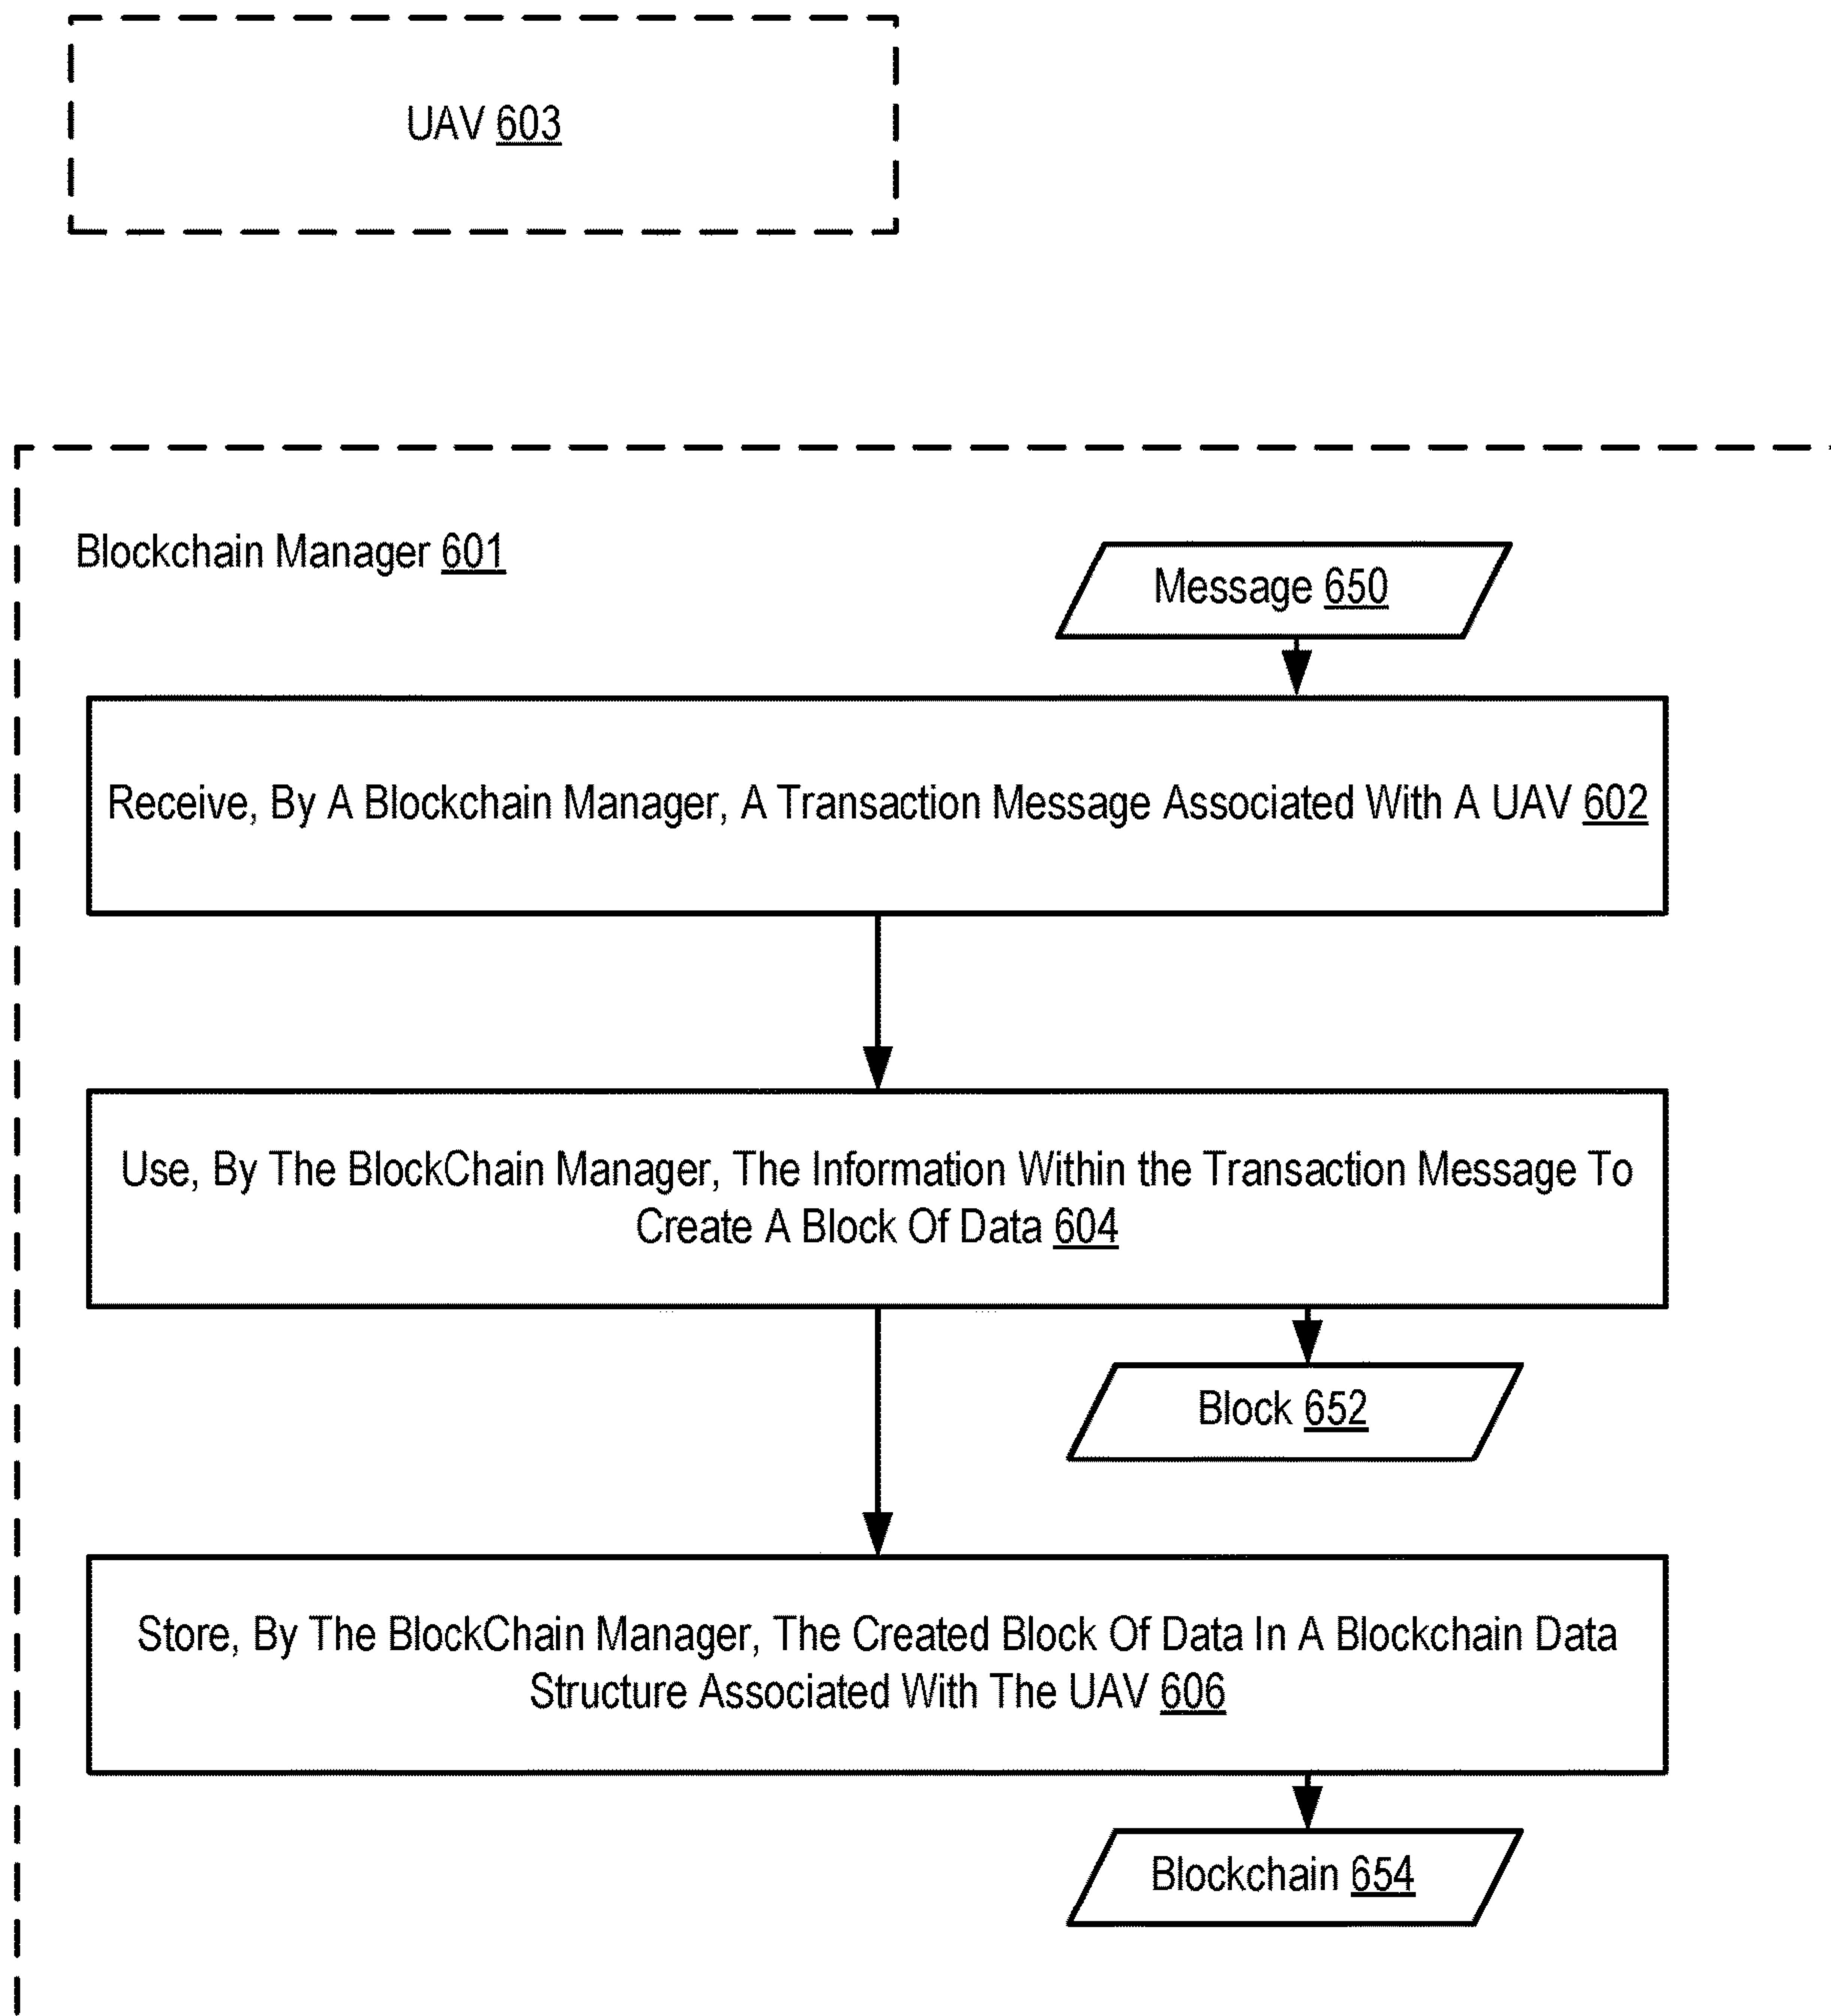 UAV 603
Blockchain Manager 601
Message 650
Receive, By A Blockchain Manager, A Transaction Message Associated With A UAV 602
Use, By The BlockChain Manager, The Information Within the Transaction Message To
Create A Block Of Data 604
Block 652
Store, By The BlockChain Manager, The Created Block Of Data In A Blockchain Data
Structure Associated With The UAV 606
Blockchain 654